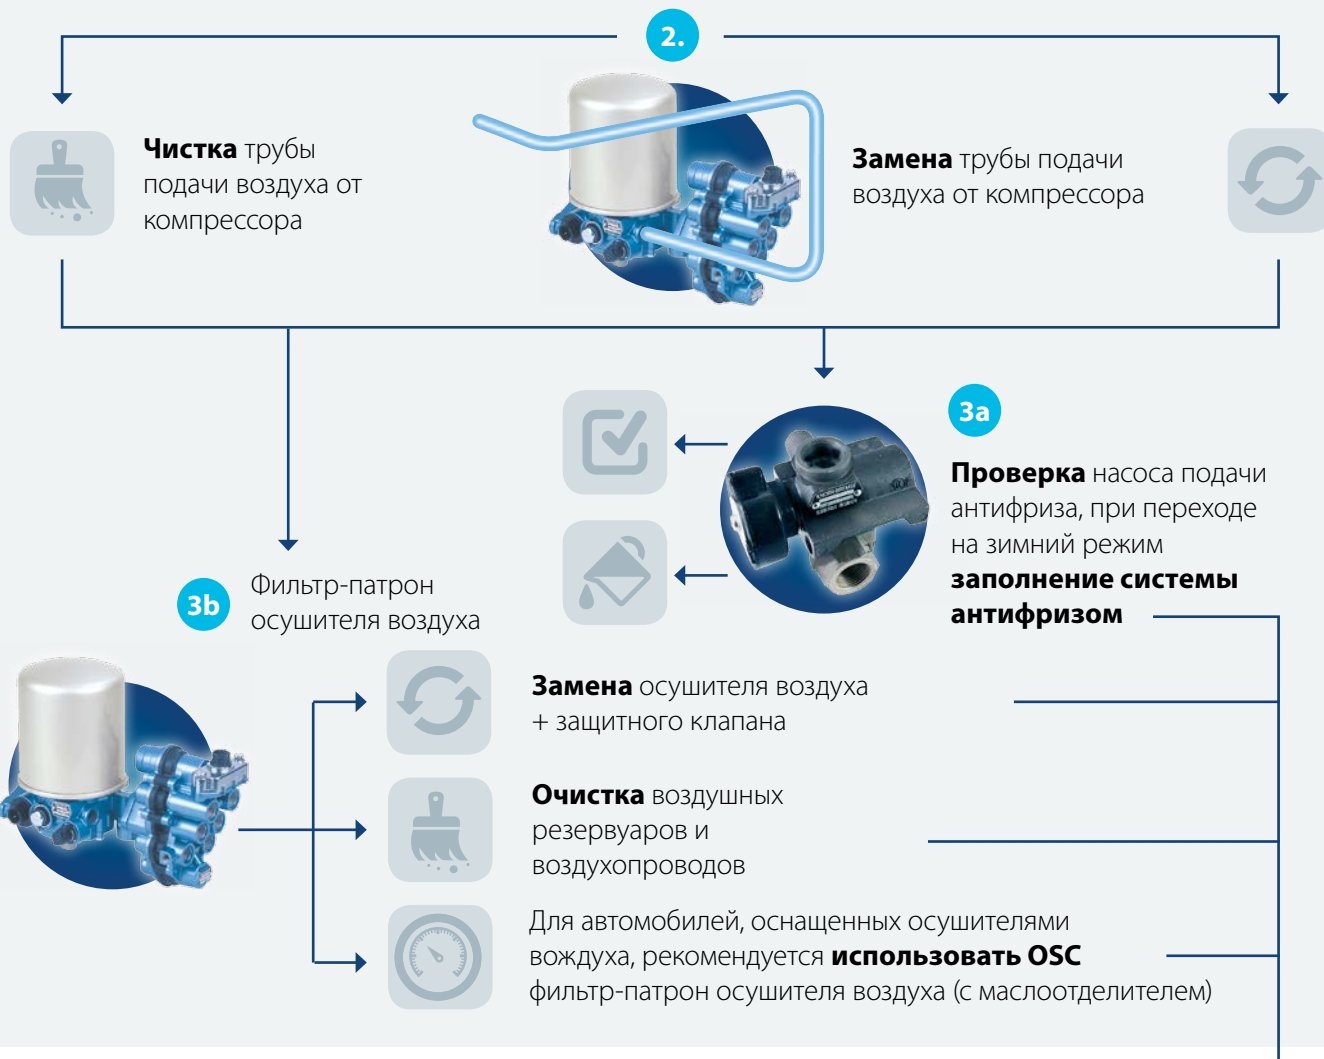 2.
Чистка трубы
подачи воздуха от
компрессора
Замена трубы подачи
воздуха от компрессора
3a
Проверка насоса подачи
антифриза, при переходе
на зимний режим
заполнение системы
антифризом
3b
Фильтр-патрон
осушителя воздуха
Замена осушителя воздуха
+ защитного клапана
Очистка воздушных
резервуаров и
воздухопроводов
Для автомобилей, оснащенных осушителями
вождуха, рекомендуется использовать OSC
фильтр-патрон осушителя воздуха (с маслоотделителем)